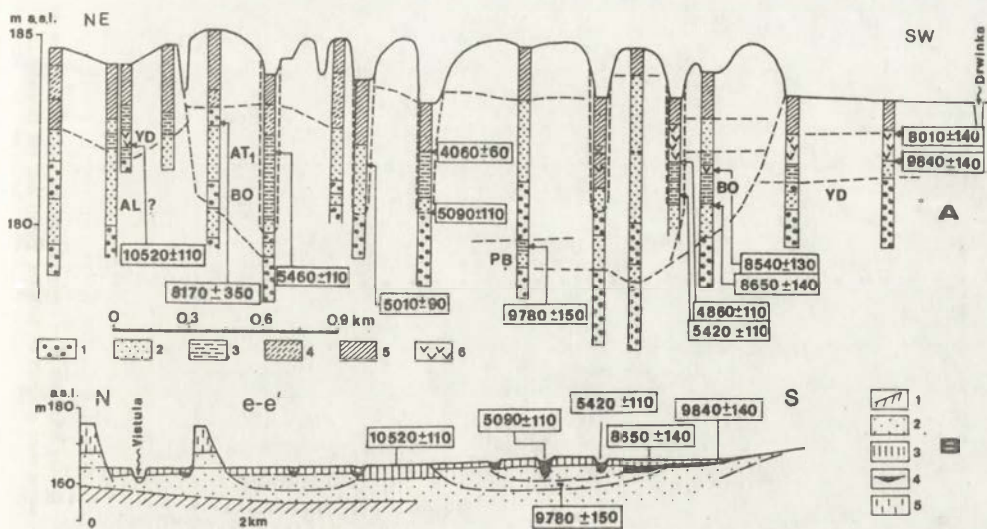 m a.s.l.
NE
185
180
SW
Drwinka
YD
AL ?
10520±110
AT1
BO
8170±350
5460±110
5010±90
4060±60
5090±110
PB
9780±150
BO
8540±130
8650±140
4860±110
5420±110
YD
8010±140
9840±140
A
0 0.3 0.6 0.9 km
1 2 3 4 5 6
N
e-e'
S
a.s.l.
m 180
160
Vistula
10520±110
5090±110
5420±110
8650±140
9840±140
9780±150
0 2km
1
2
3
4
5
B